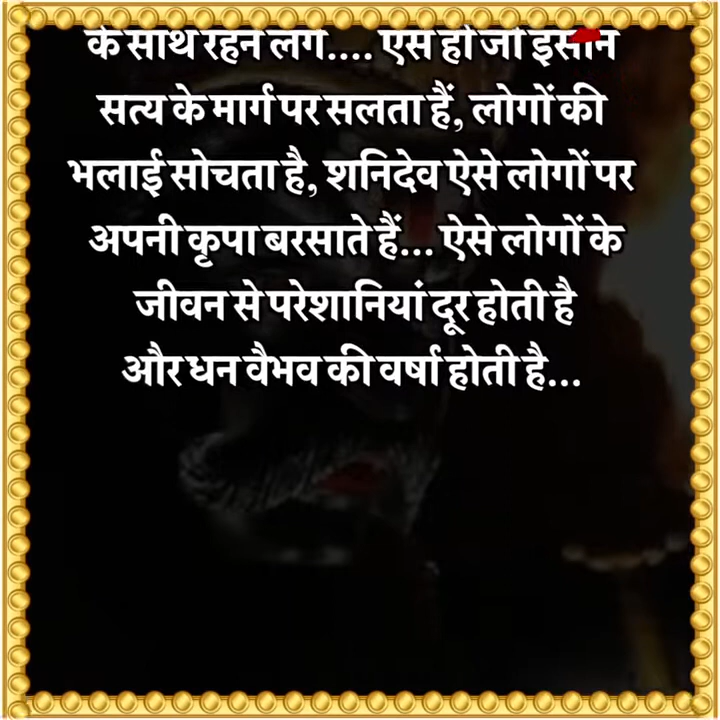 के साथ रहने लगे.... ऐसे ही जो इंसान
सत्य के मार्ग पर सलता हैं, लोगों की
भलाई सोचता है, शनिदेव ऐसे लोगों पर
अपनी कृपा बरसाते हैं... ऐसे लोगों के
जीवन से परेशानियां दूर होती है
और धन वैभव की वर्षा होती है...